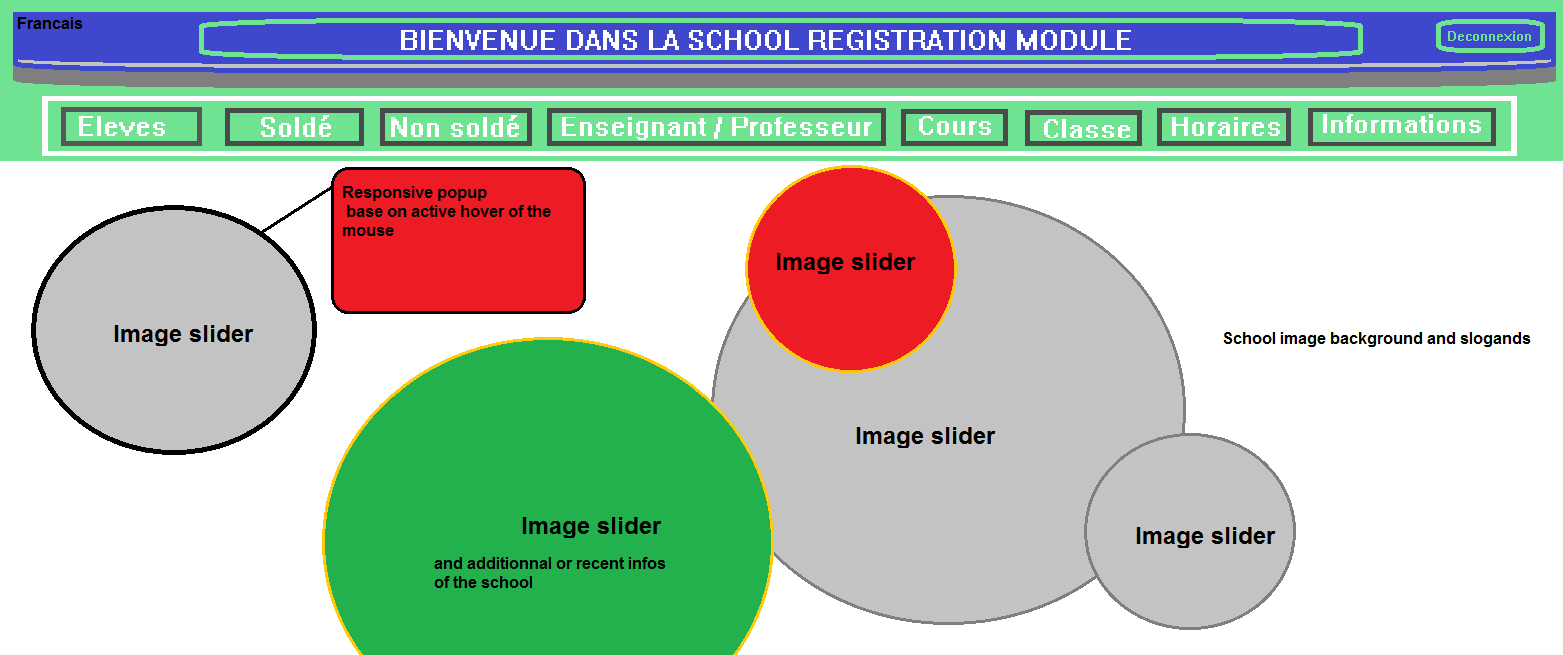 Francais
BIENVENUE DANS LA SCHOOL REGISTRATION MODULE
Deconnexion
Eleves
Soldé
Non soldé
Enseignant / Professeur
Cours
Classe
Horaires
Informations
Responsive popup
base on active hover of the
mouse
Image slider
Image slider
School image background and slogands
Image slider
Image slider
and additionnal or recent infos
of the school
Image slider